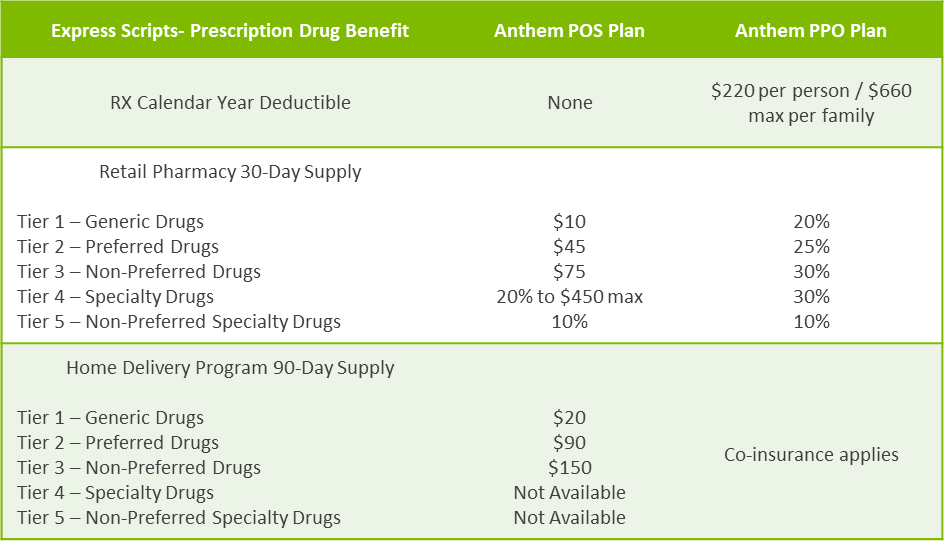 Express Scripts- Prescription Drug Benefit Anthem POS Plan Anthem PPO Plan
RX Calendar Year Deductible None $220 per person / $660
max per family
Retail Pharmacy 30-Day Supply
Tier 1 – Generic Drugs $10 20%
Tier 2 – Preferred Drugs $45 25%
Tier 3 – Non-Preferred Drugs $75 30%
Tier 4 – Specialty Drugs 20% to $450 max 30%
Tier 5 – Non-Preferred Specialty Drugs 10% 10%
Home Delivery Program 90-Day Supply
Tier 1 – Generic Drugs $20
Tier 2 – Preferred Drugs $90
Tier 3 – Non-Preferred Drugs $150
Tier 4 – Specialty Drugs Not Available
Tier 5 – Non-Preferred Specialty Drugs Not Available
Co-insurance applies